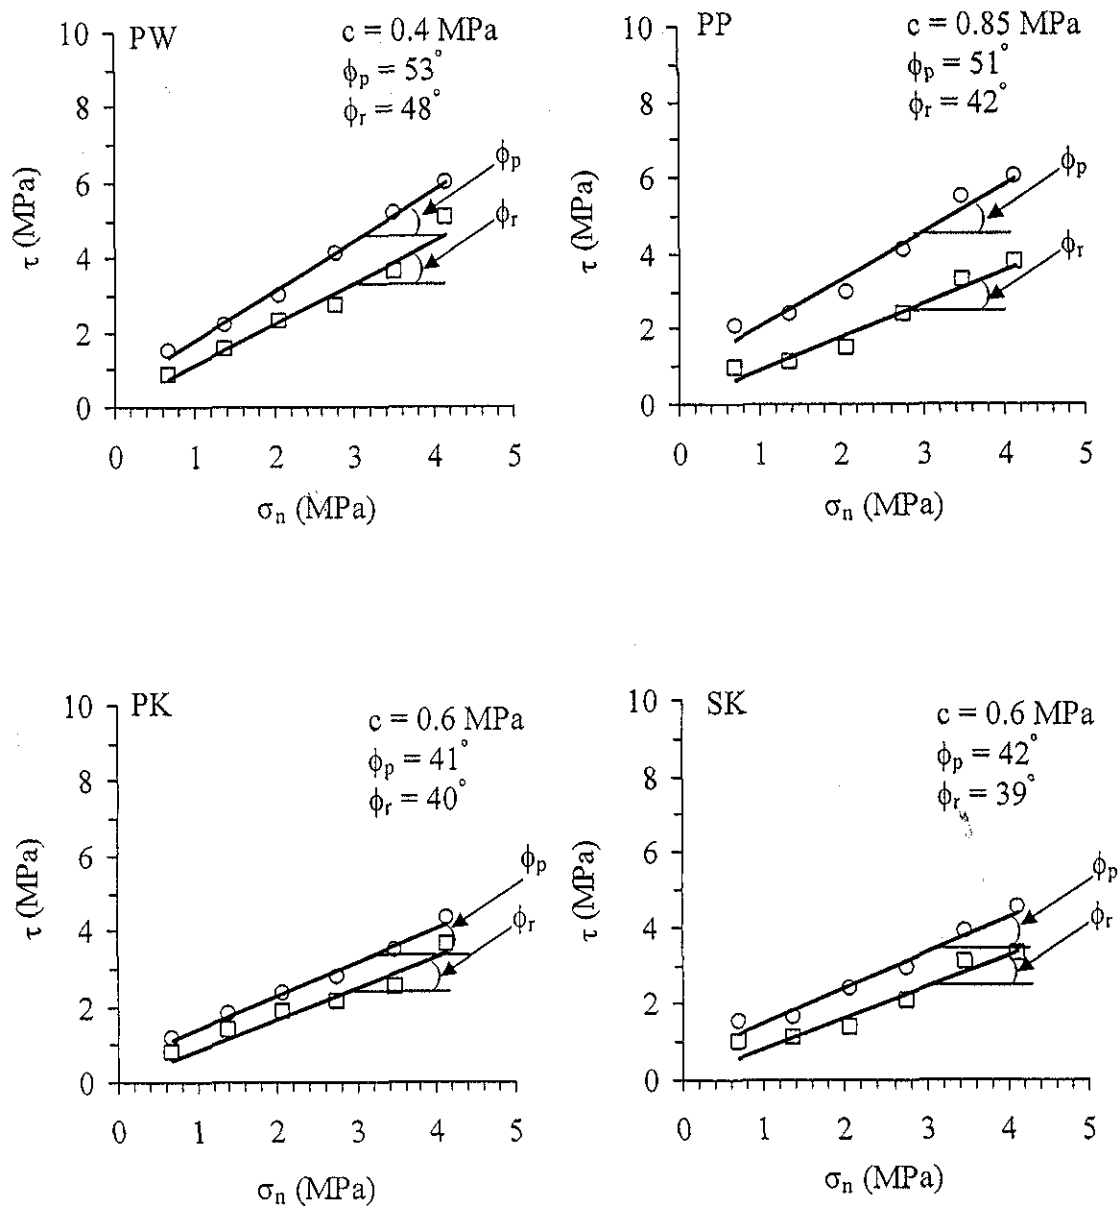 PW
c = 0.4 MPa
ϕp = 53°
ϕr = 48°
10
8
6
4
2
0
τ (MPa)
ϕp
ϕr
0 1 2 3 4 5
σn (MPa)
PP
c = 0.85 MPa
ϕp = 51°
ϕr = 42°
10
8
6
4
2
0
τ (MPa)
ϕp
ϕr
0 1 2 3 4 5
σn (MPa)
PK
c = 0.6 MPa
ϕp = 41°
ϕr = 40°
10
8
6
4
2
0
τ (MPa)
ϕp
ϕr
0 1 2 3 4 5
σn (MPa)
SK
c = 0.6 MPa
ϕp = 42°
ϕr = 39°
10
8
6
4
2
0
τ (MPa)
ϕp
ϕr
0 1 2 3 4 5
σn (MPa)